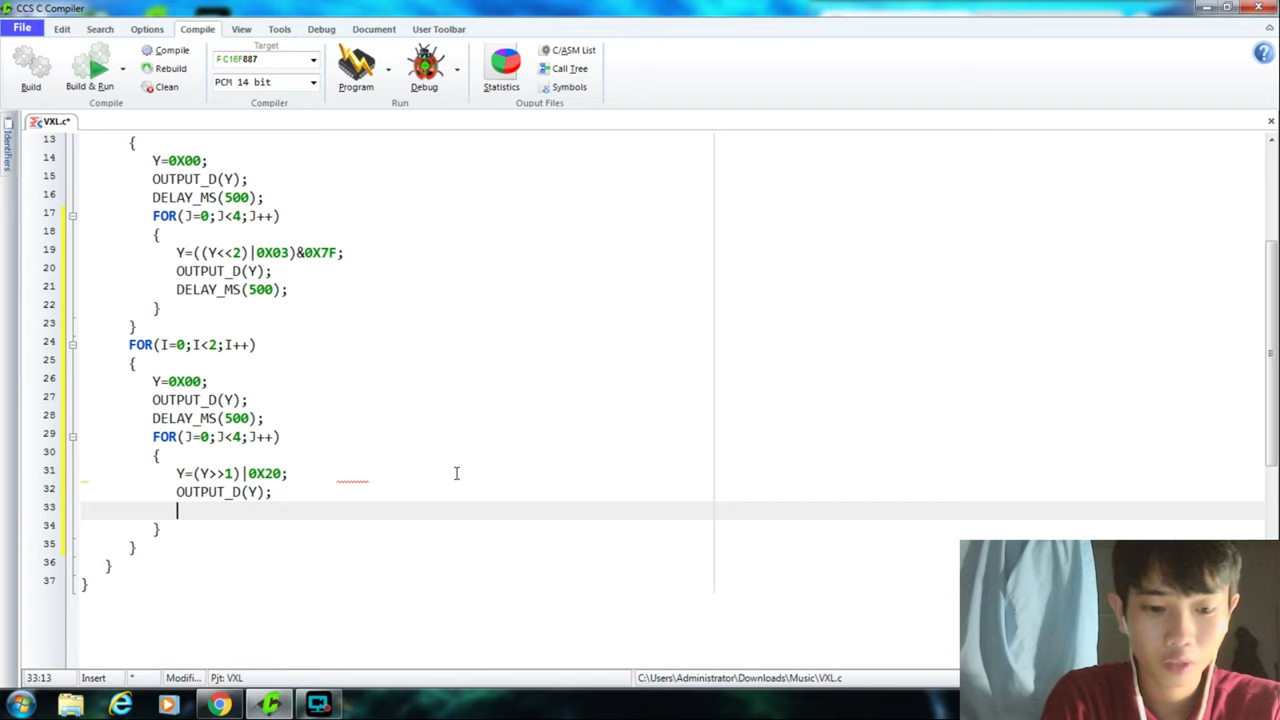 CCS C Compiler
File Edit Search Options Compile View Tools Debug Document User Toolbar
Build
Build & Run
Compile
Rebuild
Clean
Compile
Target
PCM 14 bit
Compiler
Program
Debug
Run
Statistics
C/ASM List
Call Tree
Symbols
Ouput Files
Identifiers
VXL.c*
13 {
14 Y=0X00;
15 OUTPUT_D(Y);
16 DELAY_MS(500);
17 FOR(J=0;J<4;J++)
18 {
19 Y=((Y<<2)|0X03)&0X7F;
20 OUTPUT_D(Y);
21 DELAY_MS(500);
22 }
23 }
24 FOR(I=0;I<2;I++)
25 {
26 Y=0X00;
27 OUTPUT_D(Y);
28 DELAY_MS(500);
29 FOR(J=0;J<4;J++)
30 {
31 Y=(Y>>1)|0X20;
32 OUTPUT_D(Y);
33
34 }
35 }
36 }
37 }
33:13 Insert * Modifi... Pjt: VXL C:\Users\Administrator\Downloads\Music\VXL.c